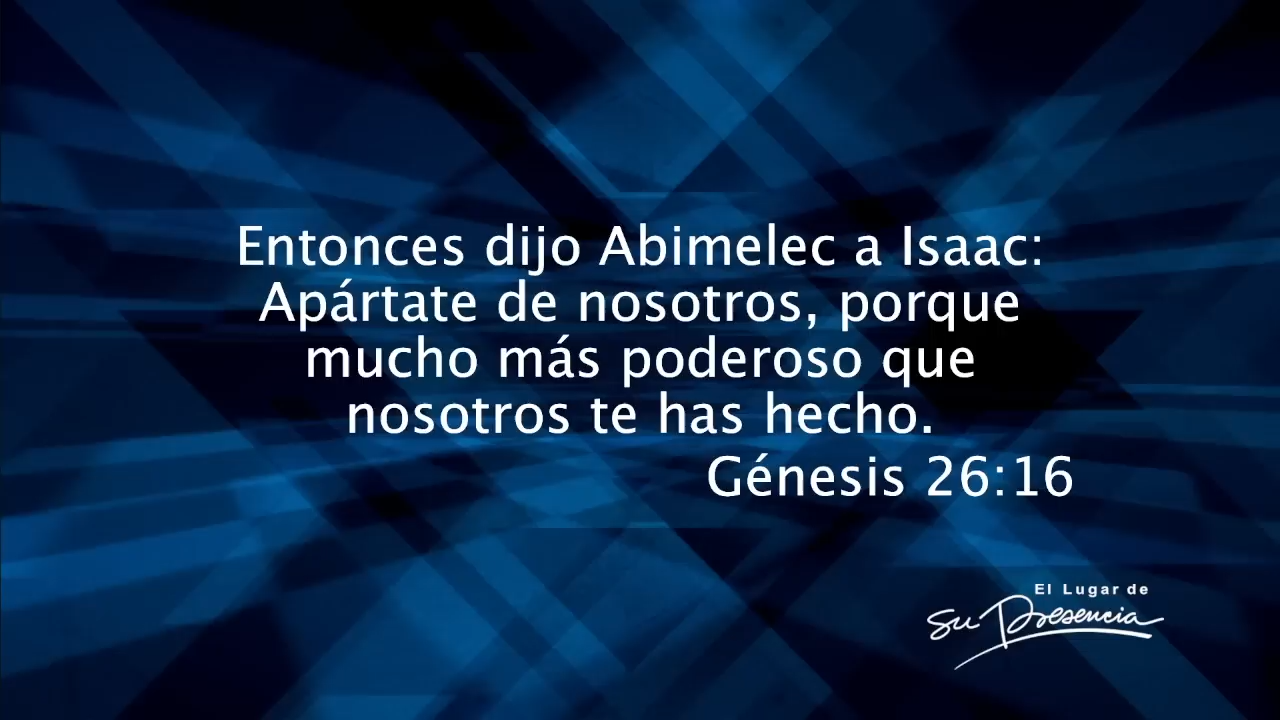 Entonces dijo Abimelec a Isaac:
Apártate de nosotros, porque
mucho más poderoso que
nosotros te has hecho.
Génesis 26:16
El Lugar de
Su Presencia